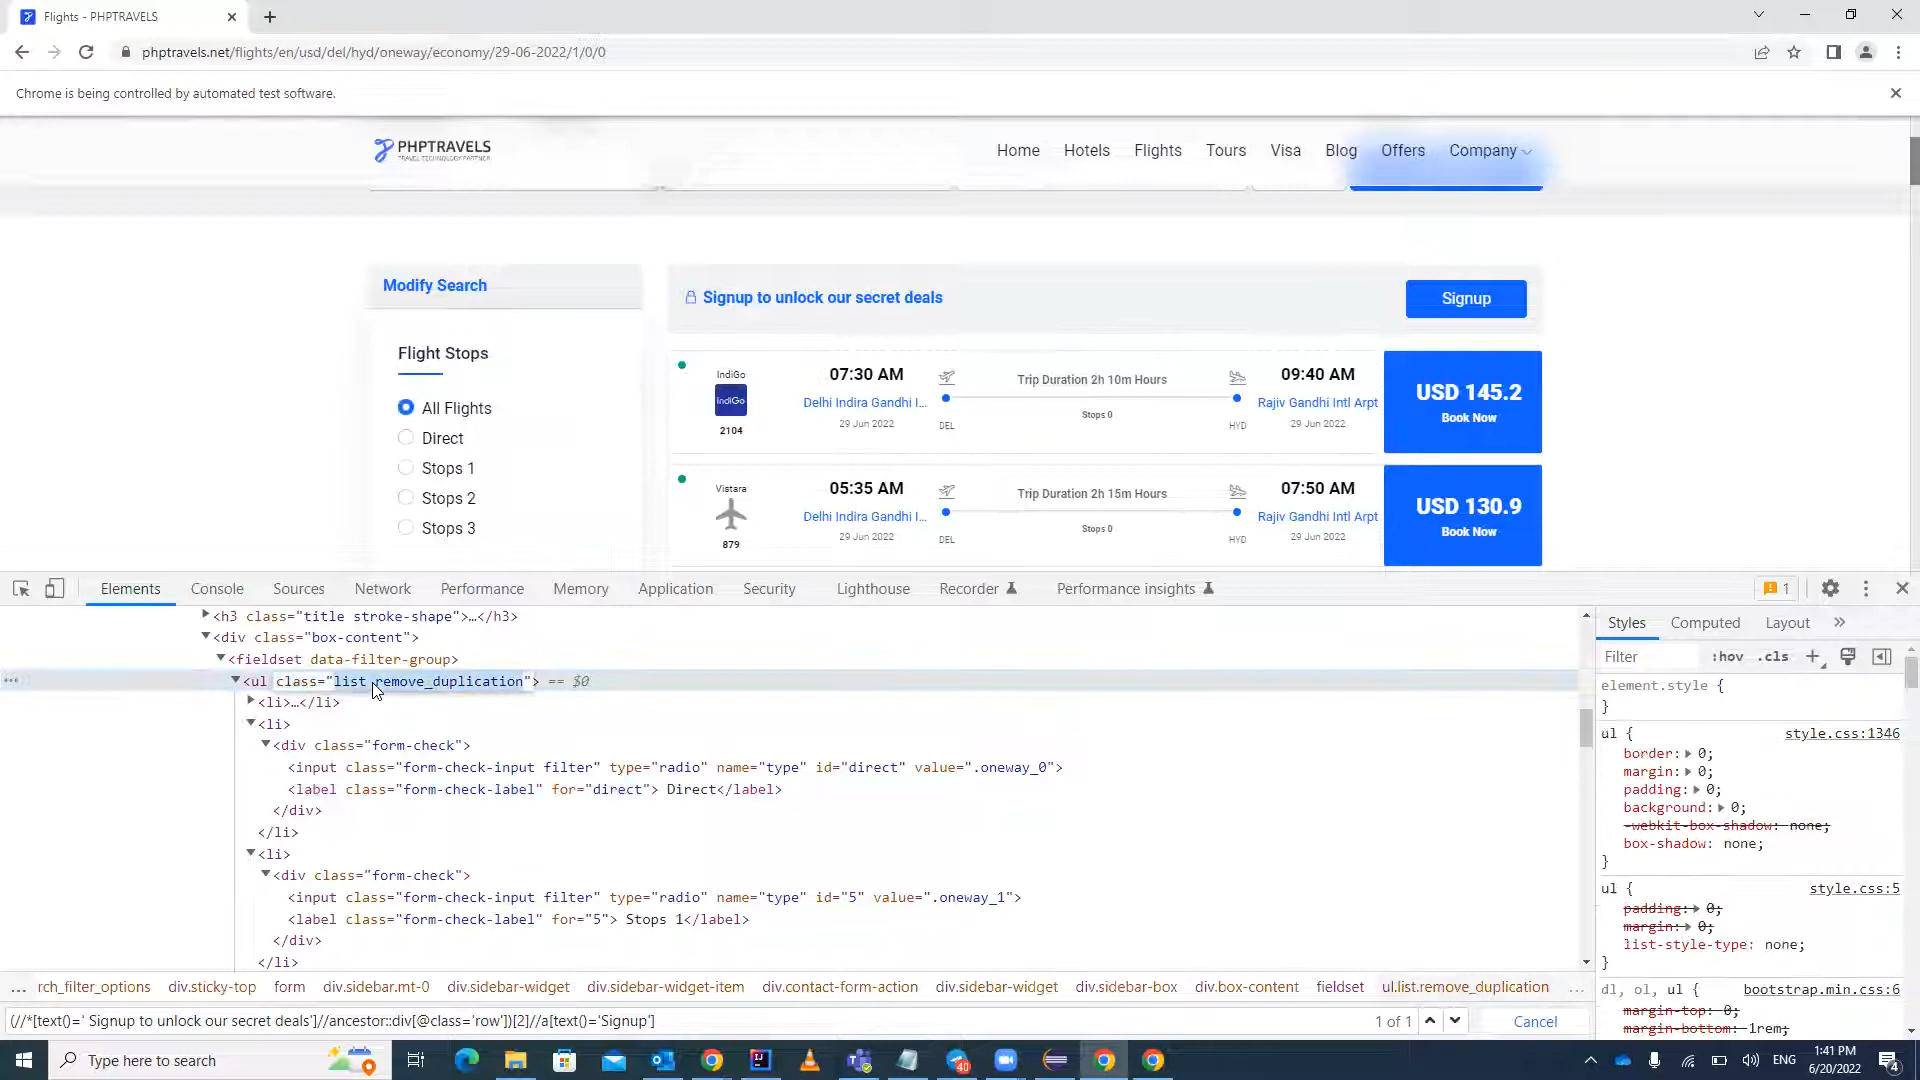 Flights - PHPTRAVELS
phptravels.net/flights/en/usd/del/hyd/oneway/economy/29-06-2022/1/0/0
Chrome is being controlled by automated test software.
PHPTRAVELS
TRAVEL TECHNOLOGY PARTNER
Home Hotels Flights Tours Visa Blog Offers Company
Modify Search
Signup to unlock our secret deals
Signup
Flight Stops
All Flights
Direct
Stops 1
Stops 2
Stops 3
IndiGo
IndiGo
2104
07:30 AM
Delhi Indira Gandhi I...
29 Jun 2022
DEL
Trip Duration 2h 10m Hours
Stops 0
HYD
09:40 AM
Rajiv Gandhi Intl Arpt
29 Jun 2022
USD 145.2
Book Now
Vistara
879
05:35 AM
Delhi Indira Gandhi I...
29 Jun 2022
DEL
Trip Duration 2h 15m Hours
Stops 0
HYD
07:50 AM
Rajiv Gandhi Intl Arpt
29 Jun 2022
USD 130.9
Book Now
Elements Console Sources Network Performance Memory Application Security Lighthouse Recorder Performance insights 1
<h3 class="title stroke-shape">…</h3>
<div class="box-content">
<fieldset data-filter-group>
<ul class="list remove_duplication"> == $0
<li>…</li>
<li>
<div class="form-check">
<input class="form-check-input filter" type="radio" name="type" id="direct" value=".oneway_0">
<label class="form-check-label" for="direct"> Direct</label>
</div>
</li>
<li>
<div class="form-check">
<input class="form-check-input filter" type="radio" name="type" id="5" value=".oneway_1">
<label class="form-check-label" for="5"> Stops 1</label>
</div>
</li>
... rch_filter_options div.sticky-top form div.sidebar.mt-0 div.sidebar-widget div.sidebar-widget-item div.contact-form-action div.sidebar-widget div.sidebar-box div.box-content fieldset ul.list.remove_duplication ...
(//*[text()=' Signup to unlock our secret deals']//ancestor::div[@class='row'])[2]//a[text()='Signup']
1 of 1
Cancel
Styles Computed Layout »
Filter :hov .cls +
element.style {
}
ul { style.css:1346
border: 0;
margin: 0;
padding: 0;
background: 0;
-webkit-box-shadow: none;
box-shadow: none;
}
ul { style.css:5
padding: 0;
margin: 0;
list-style-type: none;
}
dl, ol, ul { bootstrap.min.css:6
margin-top: 0;
margin-bottom: 1rem;
Type here to search
40
ENG
1:41 PM
6/20/2022
4